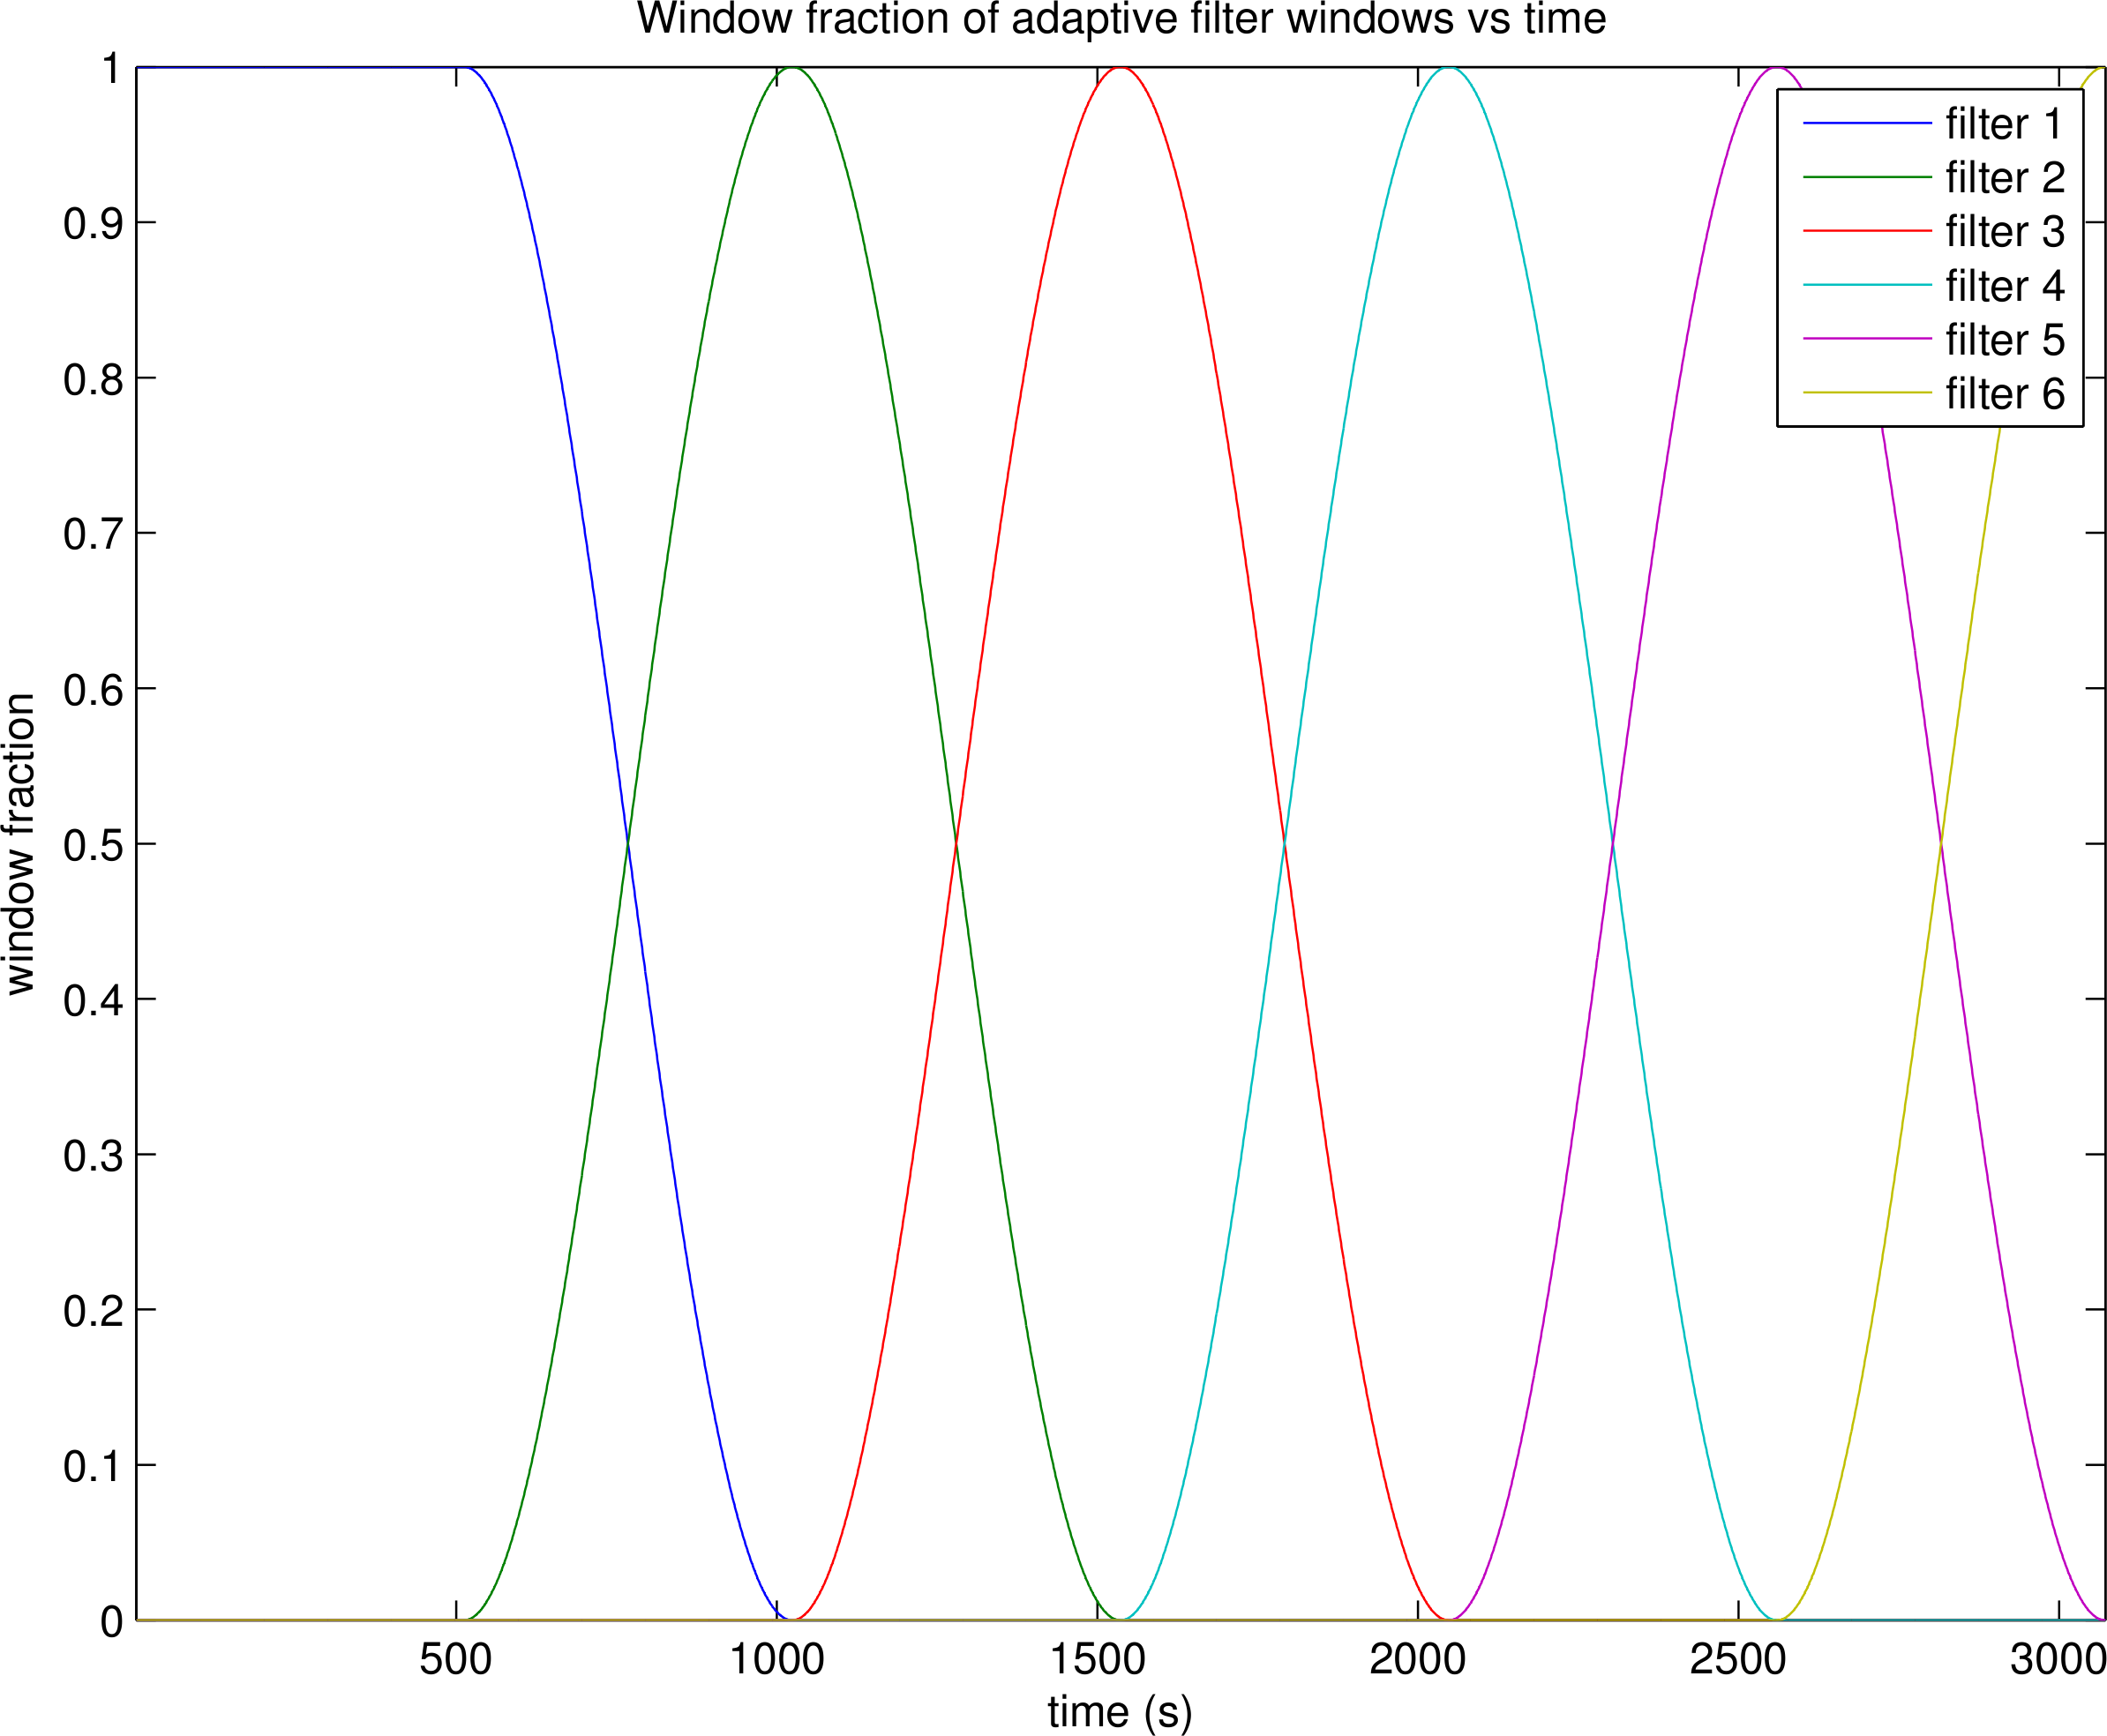 Window fraction of adaptive filter windows vs time
1
0.9
0.8
0.7
0.6
0.5
0.4
0.3
0.2
0.1
0
window fraction
filter 1
filter 2
filter 3
filter 4
filter 5
filter 6
500 1000 1500 2000 2500 3000
time (s)